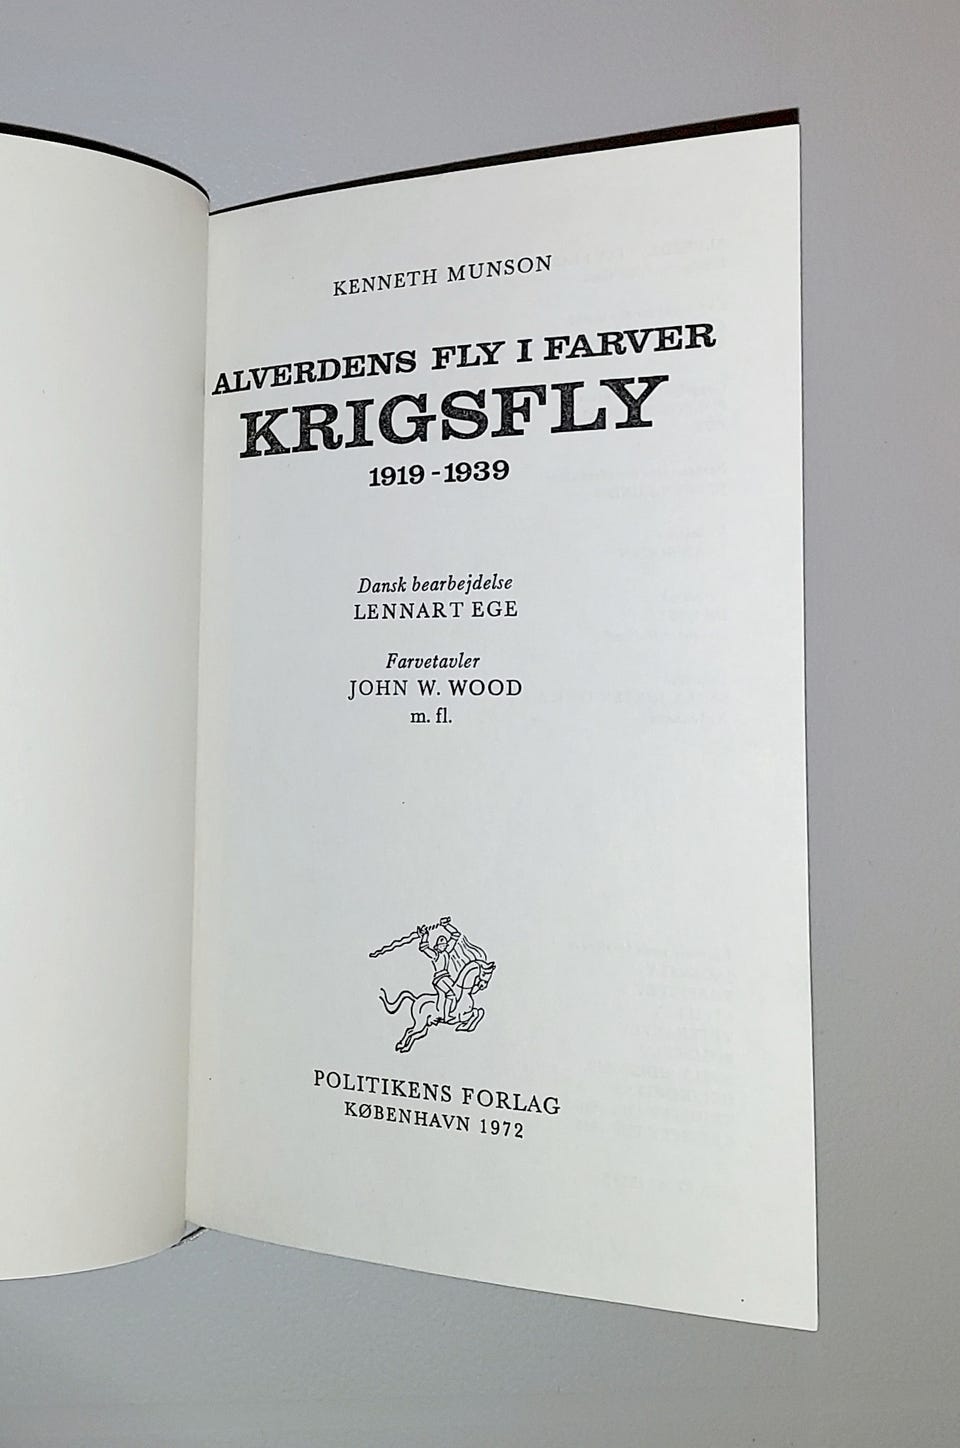 KENNETH MUNSON
ALVERDENS FLY I FARVER
KRIGSFLY
1919-1939
Dansk bearbejdelse
LENNART EGE
Farvetavler
JOHN W. WOOD
m. fl.
POLITIKENS FORLAG
KØBENHAVN 1972